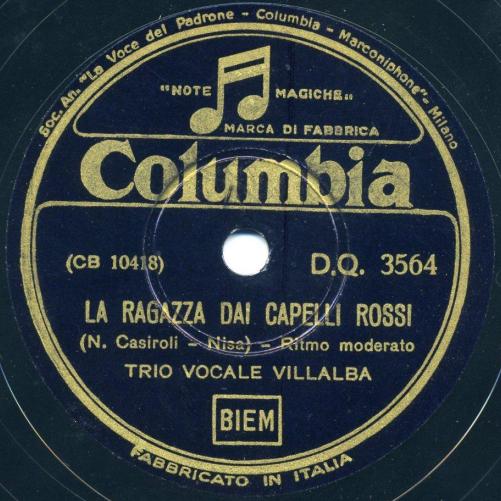 Soc. An. "La Voce del Padrone - Columbia - Marconiphone" - Milano
"NOTE MAGICHE"
MARCA DI FABBRICA
Columbia
(CB 10418) D.Q. 3564
LA RAGAZZA DAI CAPELLI ROSSI
(N. Casiroli - Nisa) - Ritmo moderato
TRIO VOCALE VILLALBA
BIEM
FABBRICATO IN ITALIA